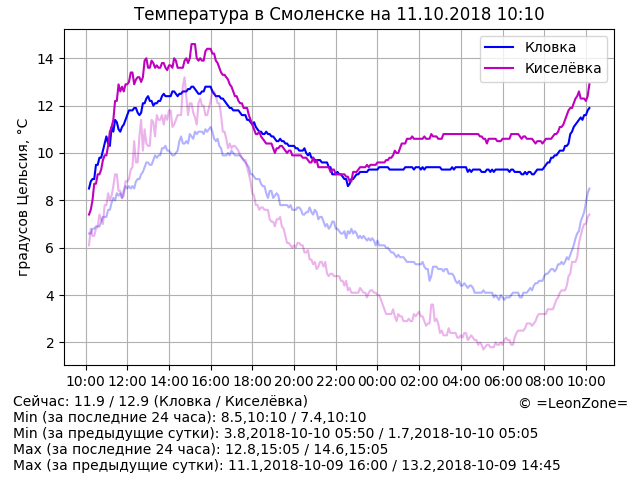 Температура в Смоленске на 11.10.2018 10:10
градусов Цельсия, °C
14
12
10
8
6
4
2
Кловка
Киселёвка
10:00 12:00 14:00 16:00 18:00 20:00 22:00 00:00 02:00 04:00 06:00 08:00 10:00
Сейчас: 11.9 / 12.9 (Кловка / Киселёвка)
© =LeonZone=
Min (за последние 24 часа): 8.5,10:10 / 7.4,10:10
Min (за предыдущие сутки): 3.8,2018-10-10 05:50 / 1.7,2018-10-10 05:05
Max (за последние 24 часа): 12.8,15:05 / 14.6,15:05
Max (за предыдущие сутки): 11.1,2018-10-09 16:00 / 13.2,2018-10-09 14:45